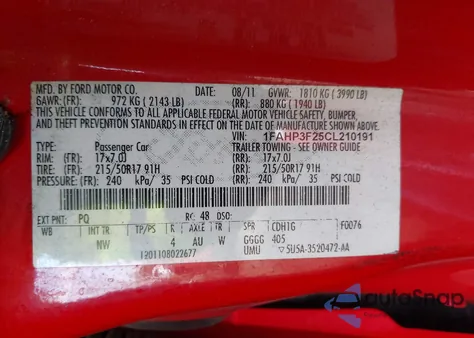 MFD. BY FORD MOTOR CO.
DATE: 08/11 GVWR: 1810 KG (3990 LB)
GAWR: (FR): 972 KG (2143 LB) (RR): 880 KG (1940 LB)
THIS VEHICLE CONFORMS TO ALL APPLICABLE FEDERAL MOTOR VEHICLE SAFETY, BUMPER,
AND THEFT PREVENTION STANDARDS IN EFFECT ON THE
DATE OF MANUFACTURE SHOWN ABOVE. VIN: 1FAHP3F25CL210191
TYPE: Passenger Car TRAILER TOWING - SEE OWNER GUIDE
RIM: (FR) 17x7.0J (RR): 17x7.0J
TIRE: (FR) 215/50R17 91H (RR): 215/50R17 91H
PRESSURE: (FR) 240 kPa/ 35 PSI COLD (RR): 240 kPa/ 35 PSI COLD
EXT PNT: PQ RC: 48 DSO:
WB INT TR TP/PS R AXLE TR SPR CDH1G F0076
NW 4 AU W GGGG 405
1201108022677 UMU 5U5A-3520472-AA
autoSnap